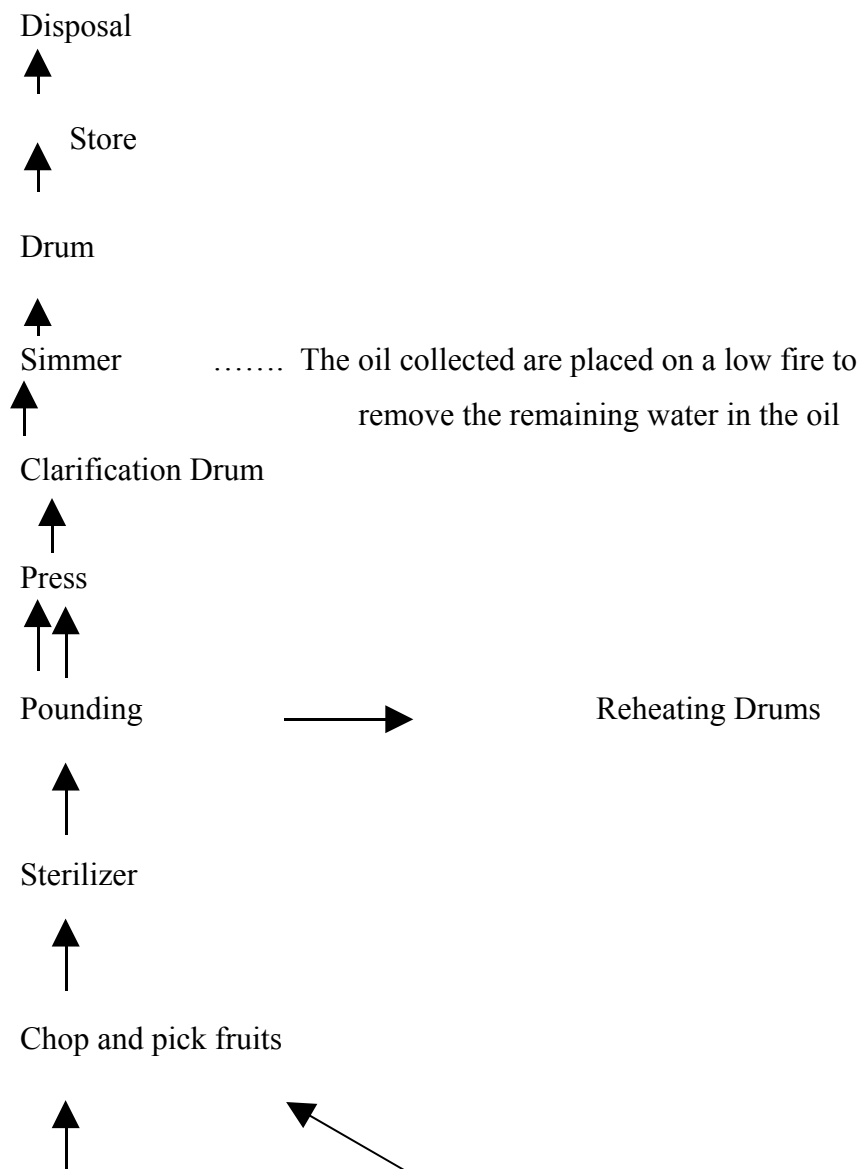 Disposal
Store
Drum
Simmer ……. The oil collected are placed on a low fire to
remove the remaining water in the oil
Clarification Drum
Press
Pounding Reheating Drums
Sterilizer
Chop and pick fruits